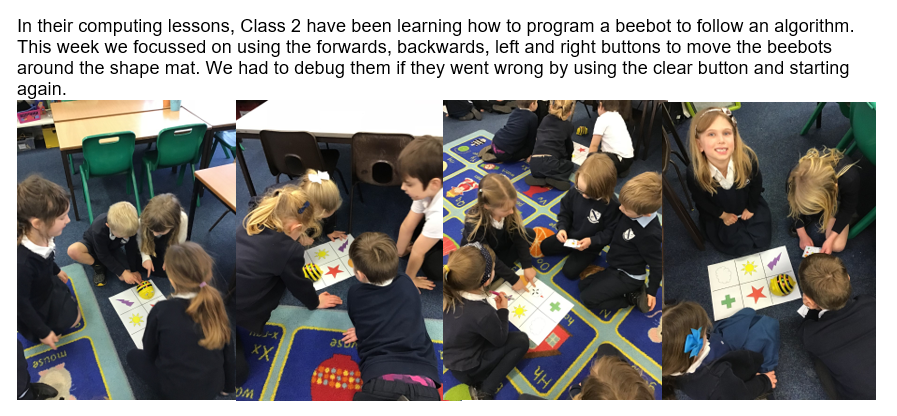 In their computing lessons, Class 2 have been learning how to program a beebot to follow an algorithm.
This week we focussed on using the forwards, backwards, left and right buttons to move the beebots
around the shape mat. We had to debug them if they went wrong by using the clear button and starting
again.
mouse